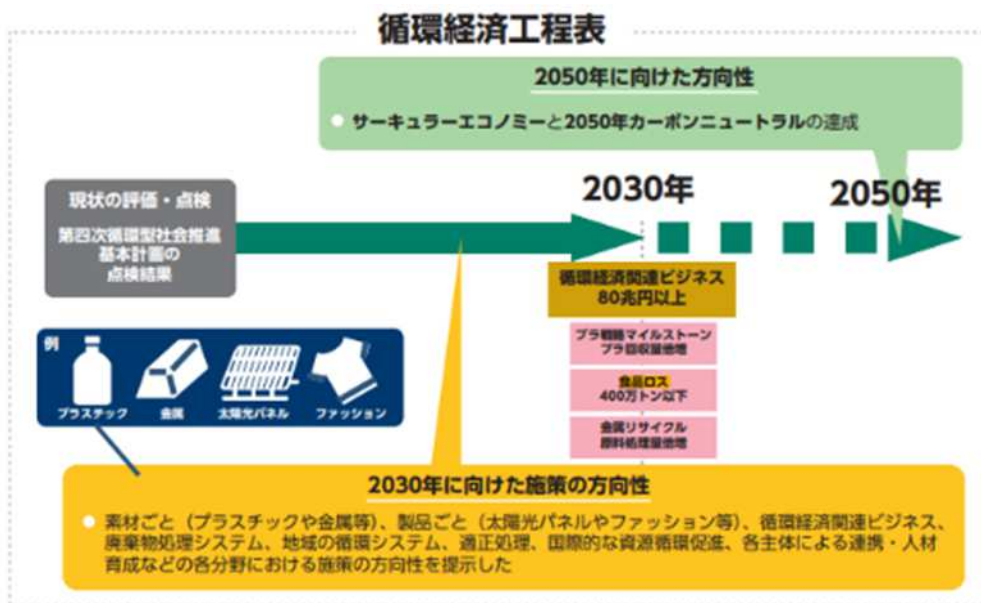 循環経済工程表
2050年に向けた方向性
サーキュラーエコノミーと2050年カーボンニュートラルの達成
現状の評価・点検
第四次循環型社会推進
基本計画の
点検結果
2030年
2050年
循環経済関連ビジネス
80兆円以上
プラ戦略マイルストーン
プラ回収量倍増
食品ロス
400万トン以下
金属リサイクル
原料処理量倍増
例
プラスチック
金属
太陽光パネル
ファッション
2030年に向けた施策の方向性
素材ごと（プラスチックや金属等）、製品ごと（太陽光パネルやファッション等）、循環経済関連ビジネス、
廃棄物処理システム、地域の循環システム、適正処理、国際的な資源循環促進、各主体による連携・人材
育成などの各分野における施策の方向性を提示した